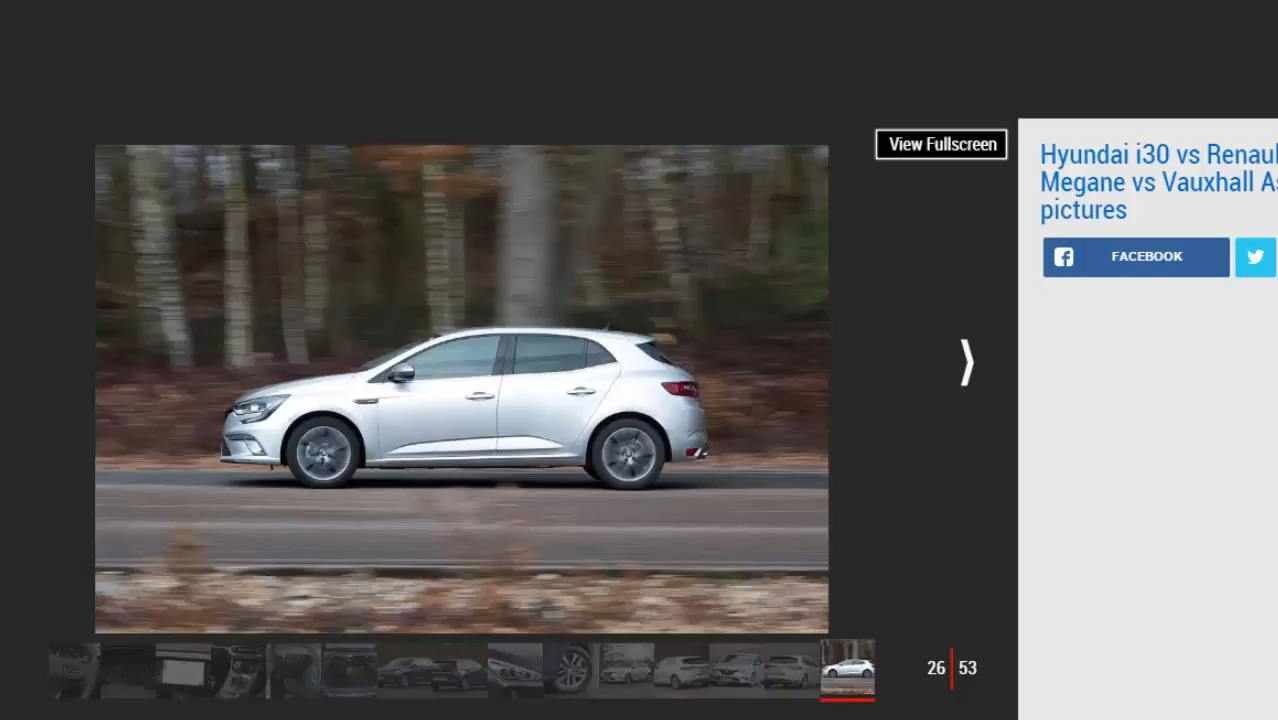 View Fullscreen
Hyundai i30 vs Renaul
Megane vs Vauxhall As
pictures
FACEBOOK
26 53